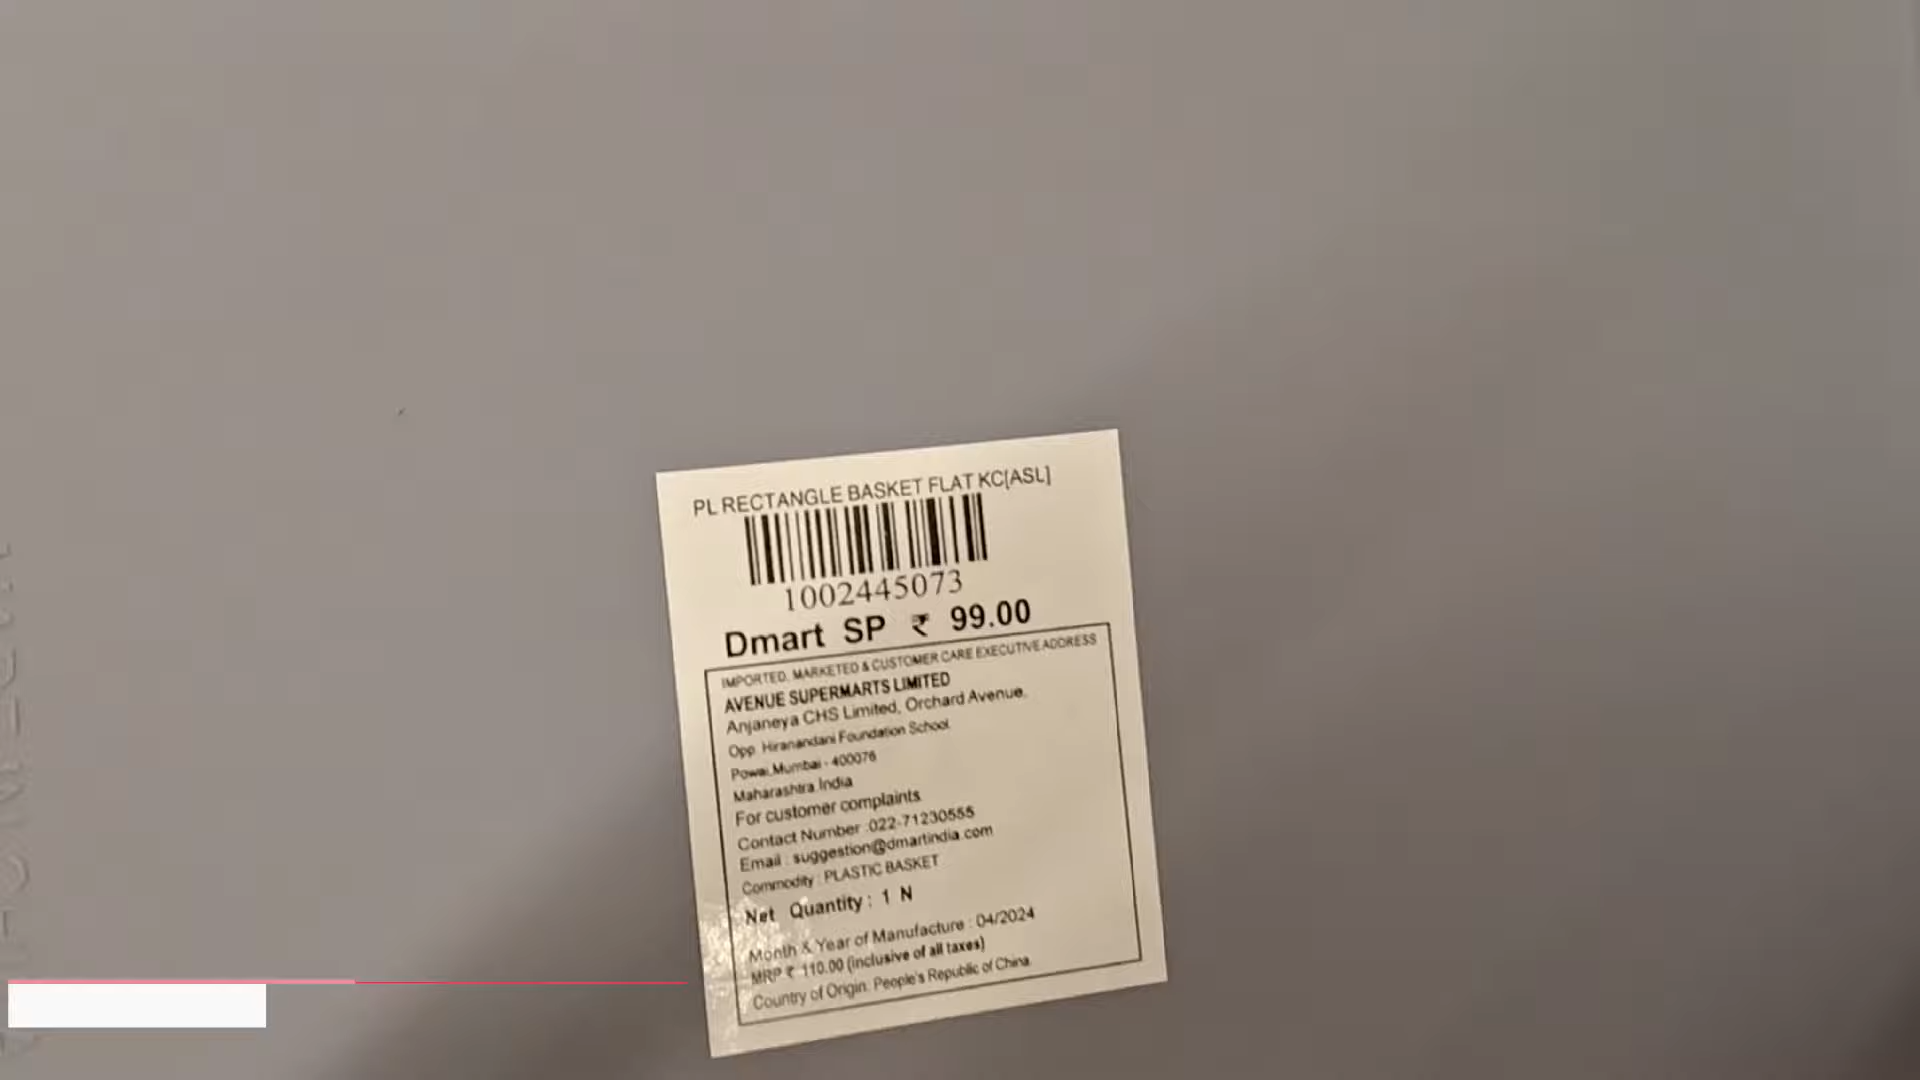 PL RECTANGLE BASKET FLAT KC[ASL]
1002445073
Dmart SP ₹ 99.00
IMPORTED, MARKETED & CUSTOMER CARE EXECUTIVE ADDRESS
AVENUE SUPERMARTS LIMITED
Anjaneya CHS Limited, Orchard Avenue,
Opp. Hiranandani Foundation School
Powai,Mumbai - 400076
Maharashtra,India
For customer complaints
Contact Number :022-71230555
Email : suggestion@dmartindia.com
Commodity : PLASTIC BASKET
Net Quantity : 1 N
Month & Year of Manufacture : 04/2024
MRP ₹ 110.00 (inclusive of all taxes)
Country of Origin: People's Republic of China.